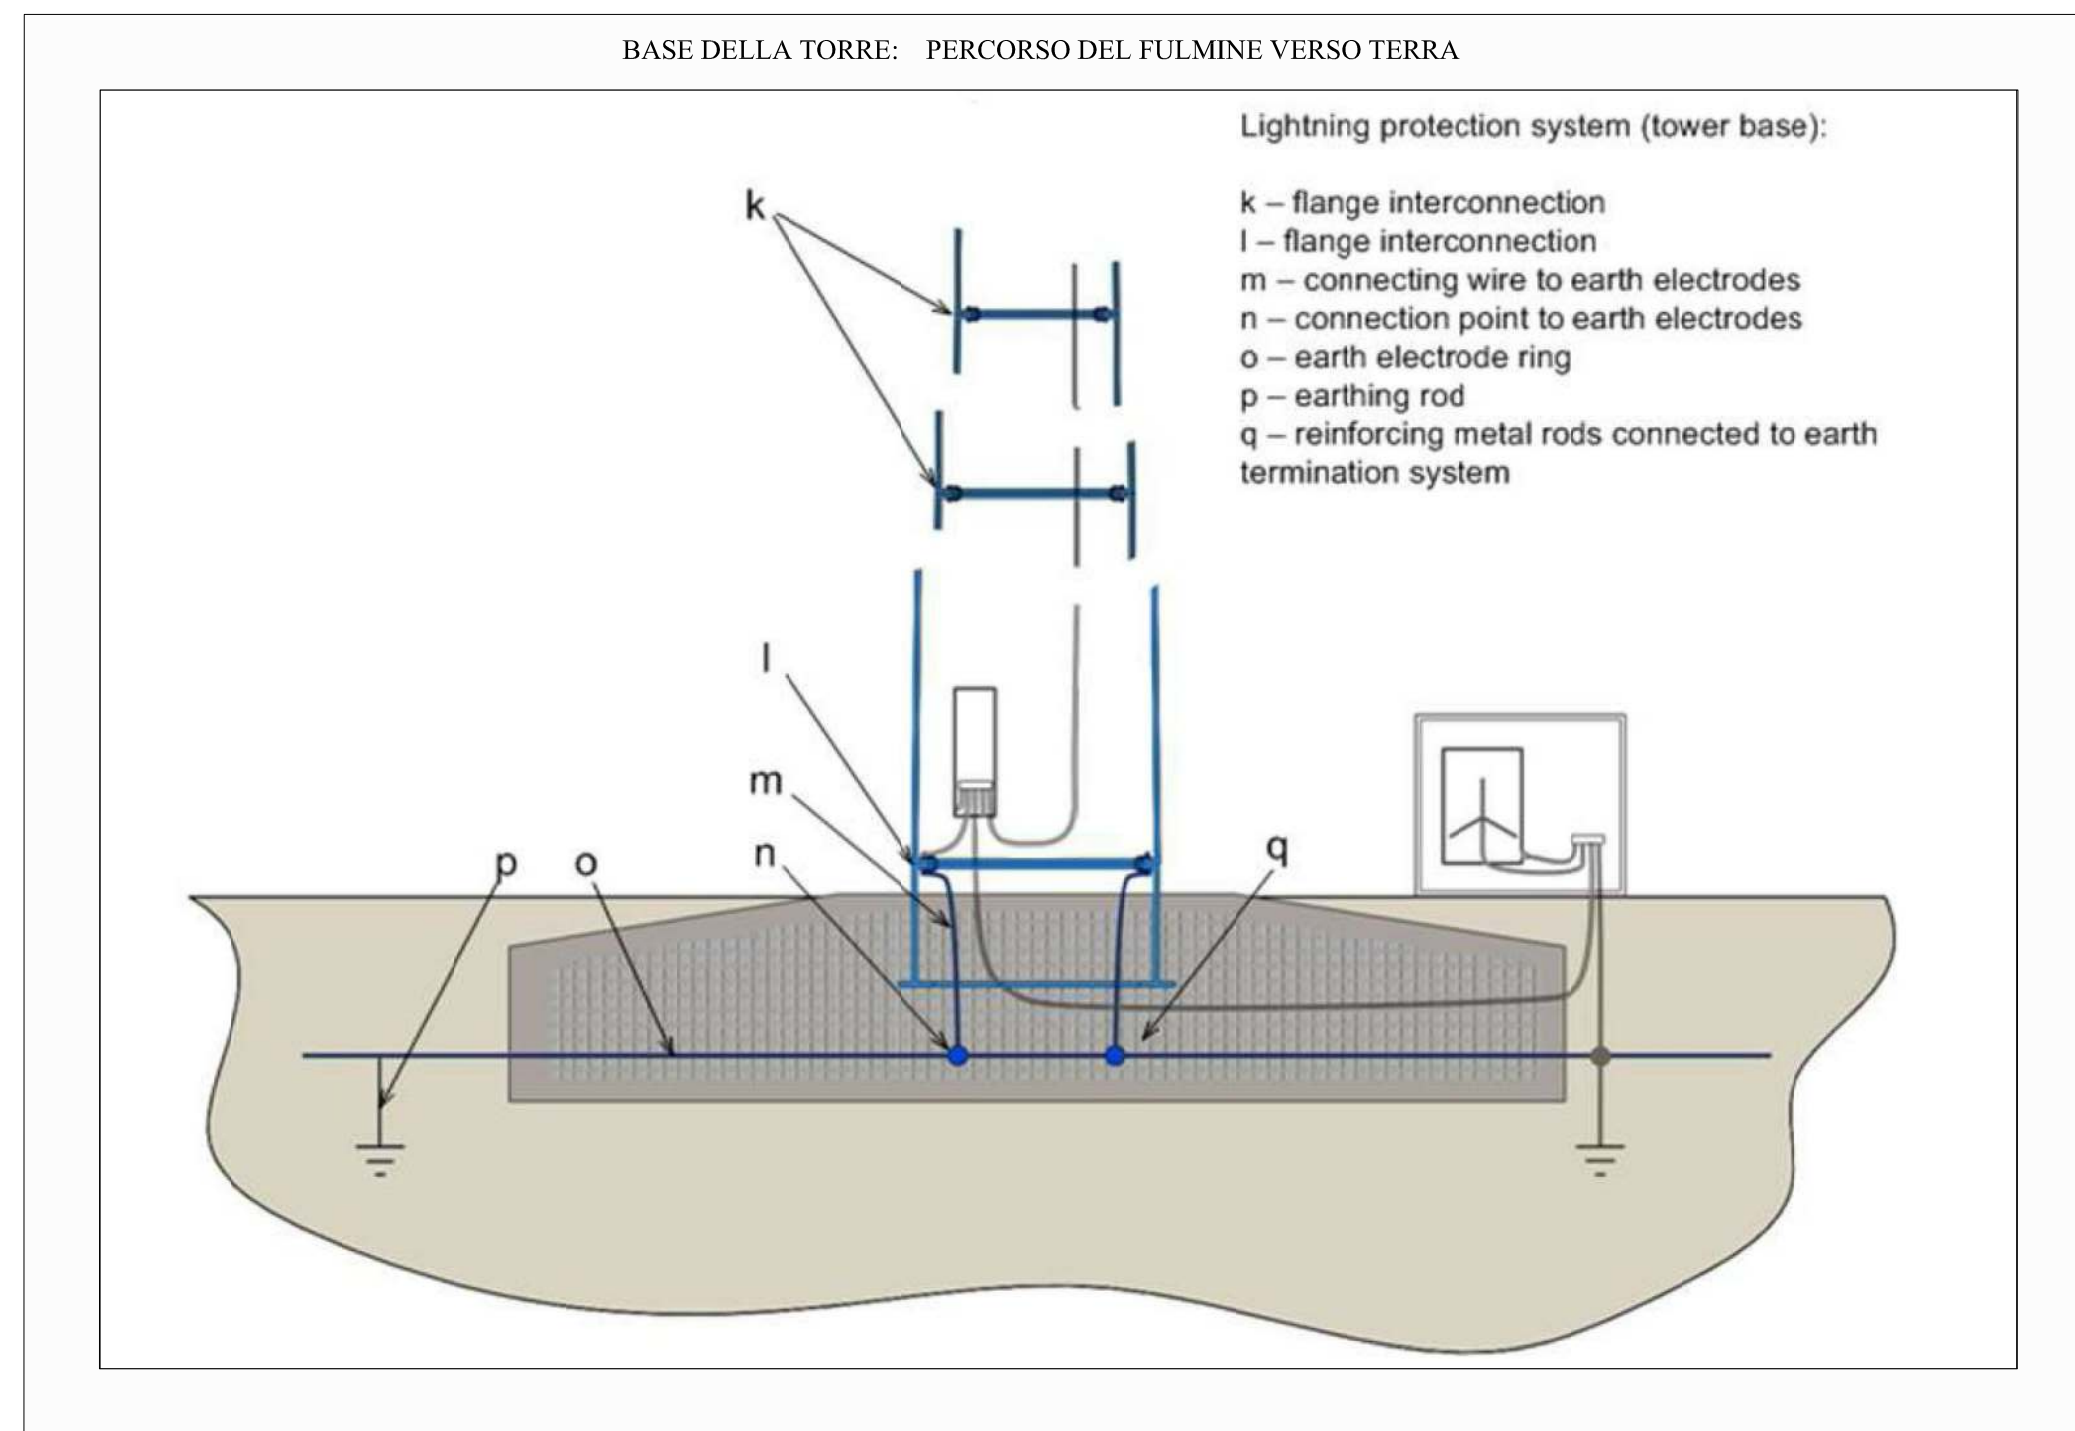 BASE DELLA TORRE: PERCORSO DEL FULMINE VERSO TERRA
Lightning protection system (tower base):
k – flange interconnection
l – flange interconnection
m – connecting wire to earth electrodes
n – connection point to earth electrodes
o – earth electrode ring
p – earthing rod
q – reinforcing metal rods connected to earth
termination system
k
l
m
n
q
p
o